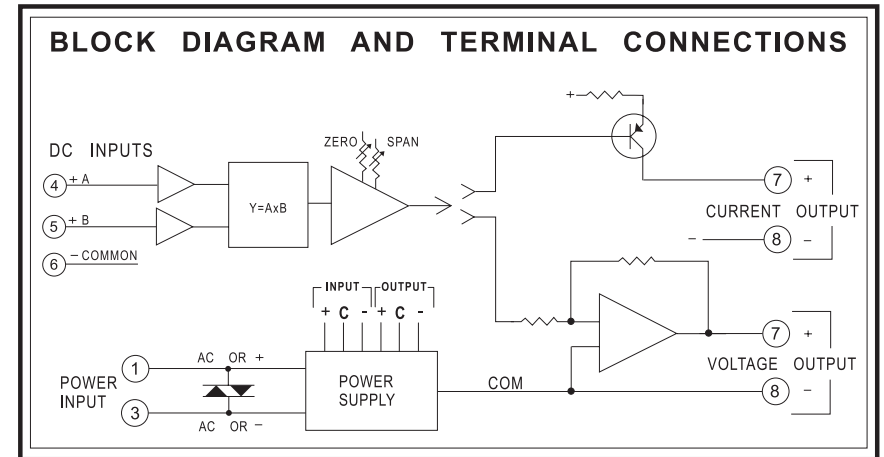 BLOCK DIAGRAM AND TERMINAL CONNECTIONS
DC INPUTS
4 + A
5 + B
6 - COMMON
Y=AxB
ZERO SPAN
+
7 +
CURRENT OUTPUT
- 8 -
INPUT OUTPUT
+ C - + C -
POWER INPUT
1 AC OR +
3 AC OR -
POWER SUPPLY
COM
7 +
VOLTAGE OUTPUT
8 -